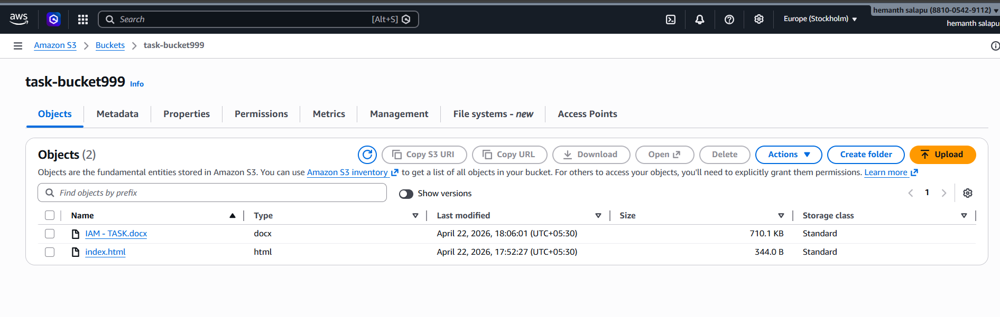 aws
Search [Alt+S]
Europe (Stockholm)
hemanth salapu (8810-0542-9112)
hemanth salapu
Amazon S3 Buckets task-bucket999
task-bucket999 Info
Objects Metadata Properties Permissions Metrics Management File systems - new Access Points
Objects (2) Copy S3 URI Copy URL Download Open Delete Actions Create folder Upload
Objects are the fundamental entities stored in Amazon S3. You can use Amazon S3 inventory to get a list of all objects in your bucket. For others to access your objects, you'll need to explicitly grant them permissions. Learn more
Find objects by prefix Show versions 1
Name Type Last modified Size Storage class
IAM - TASK.docx docx April 22, 2026, 18:06:01 (UTC+05:30) 710.1 KB Standard
index.html html April 22, 2026, 17:52:27 (UTC+05:30) 344.0 B Standard